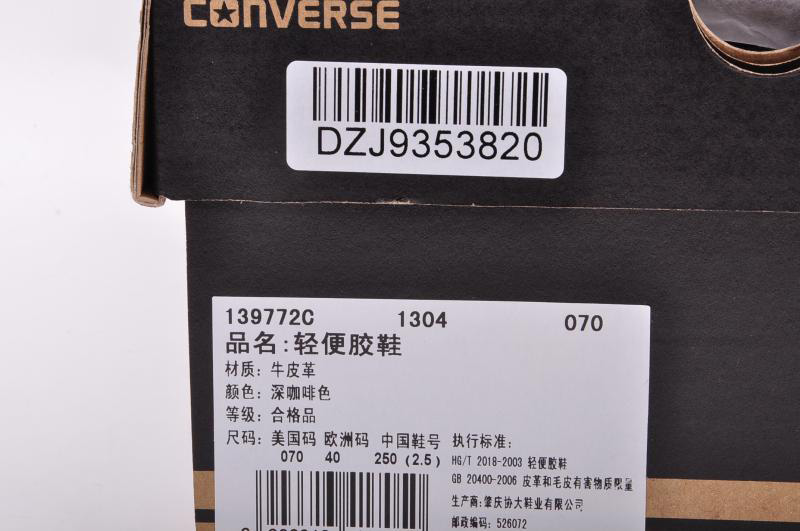 CONVERSE
DZJ9353820
139772C 1304 070
品名:轻便胶鞋
材质: 牛皮革
颜色: 深咖啡色
等级: 合格品
尺码: 美国码 欧洲码 中国鞋号 执行标准:
070 40 250 (2.5) HG/T 2018-2003 轻便胶鞋
GB 20400-2006 皮革和毛皮有害物质限量
生产商: 肇庆协大鞋业有限公司
邮政编码: 526072